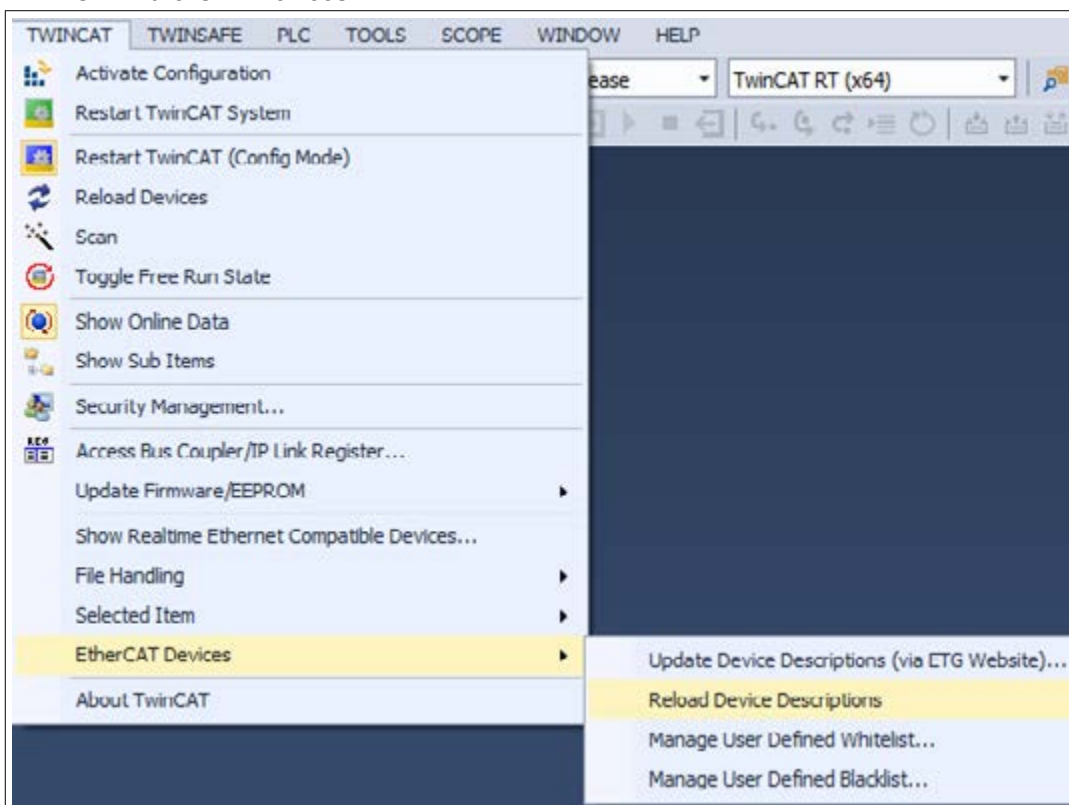 TWINCAT TWINSAFE PLC TOOLS SCOPE WINDOW HELP
Activate Configuration
ease TwinCAT RT (x64)
Restart TwinCAT System
Restart TwinCAT (Config Mode)
Reload Devices
Scan
Toggle Free Run State
Show Online Data
Show Sub Items
Security Management...
Access Bus Coupler/IP Link Register...
Update Firmware/EEPROM
Show Realtime Ethernet Compatible Devices...
File Handling
Selected Item
EtherCAT Devices
Update Device Descriptions (via ETG Website)...
About TwinCAT
Reload Device Descriptions
Manage User Defined Whitelist...
Manage User Defined Blacklist...